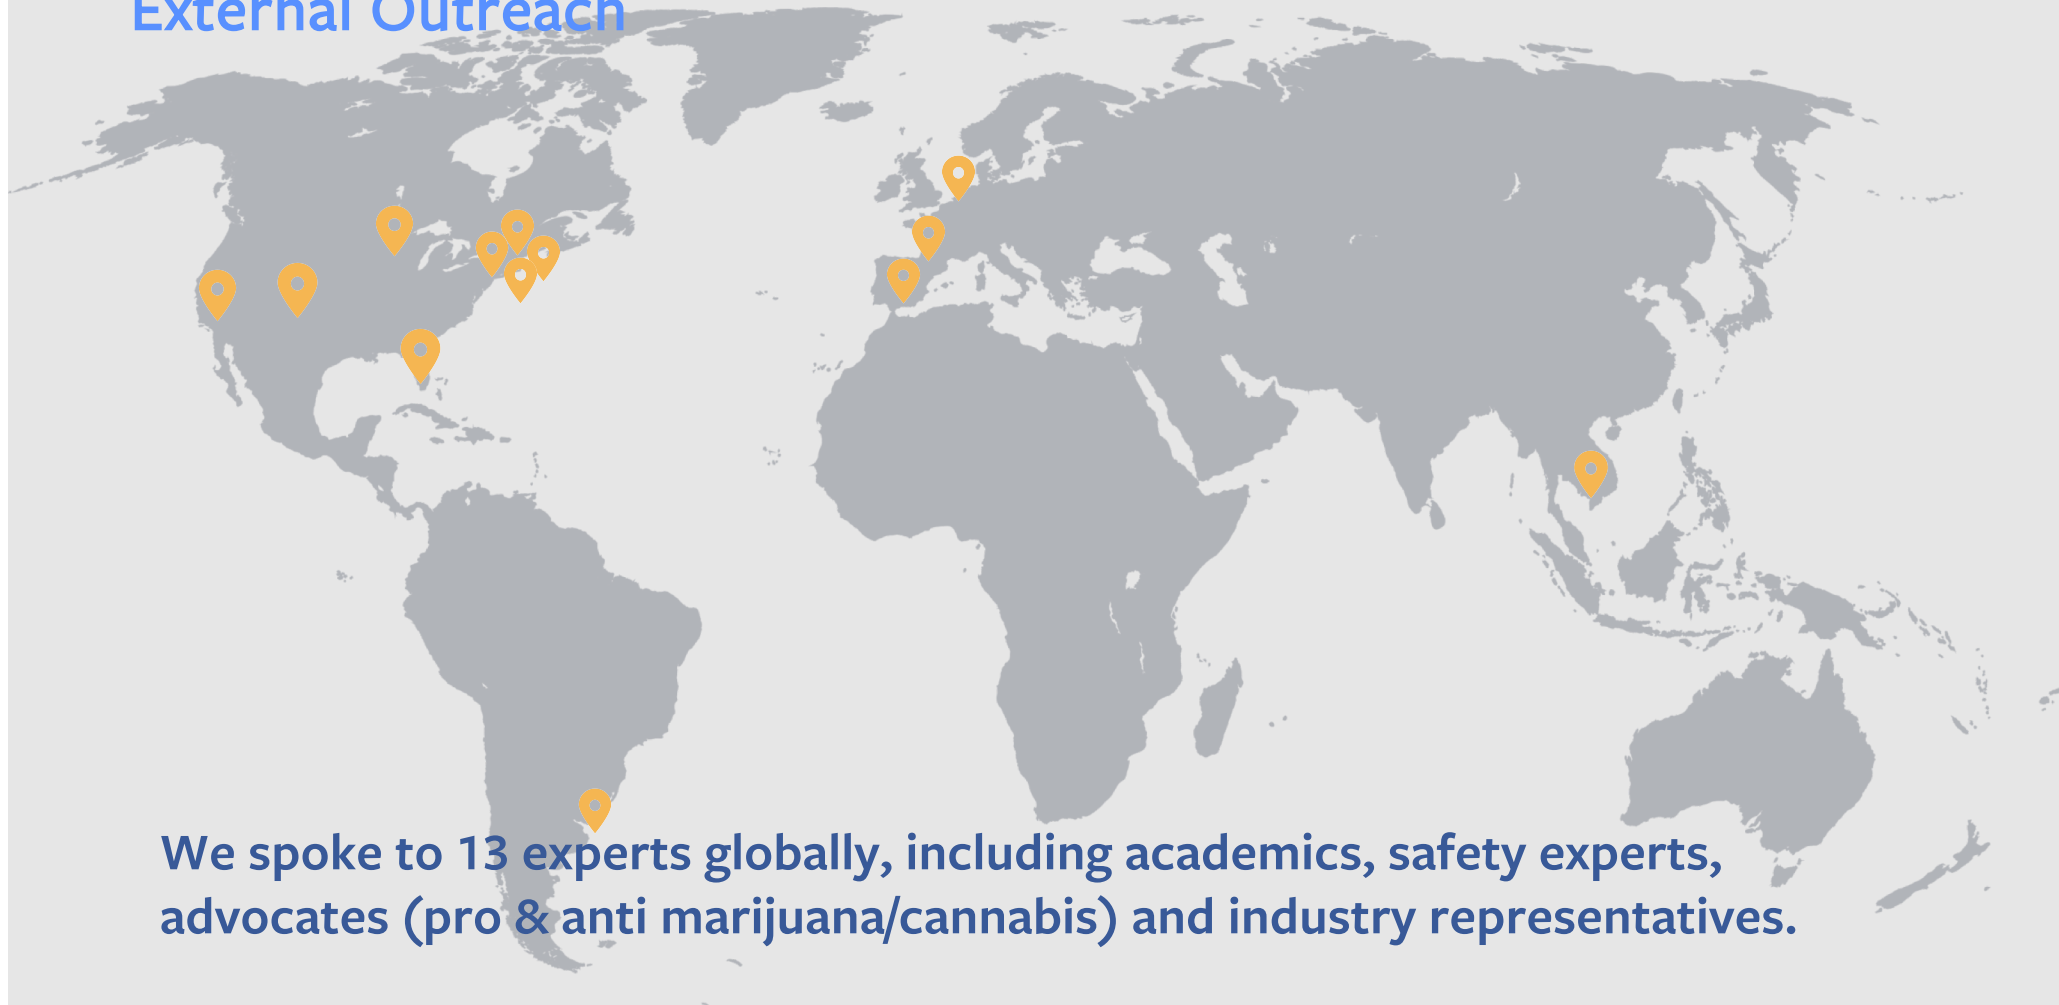 External Outreach
We spoke to 13 experts globally, including academics, safety experts,
advocates (pro & anti marijuana/cannabis) and industry representatives.